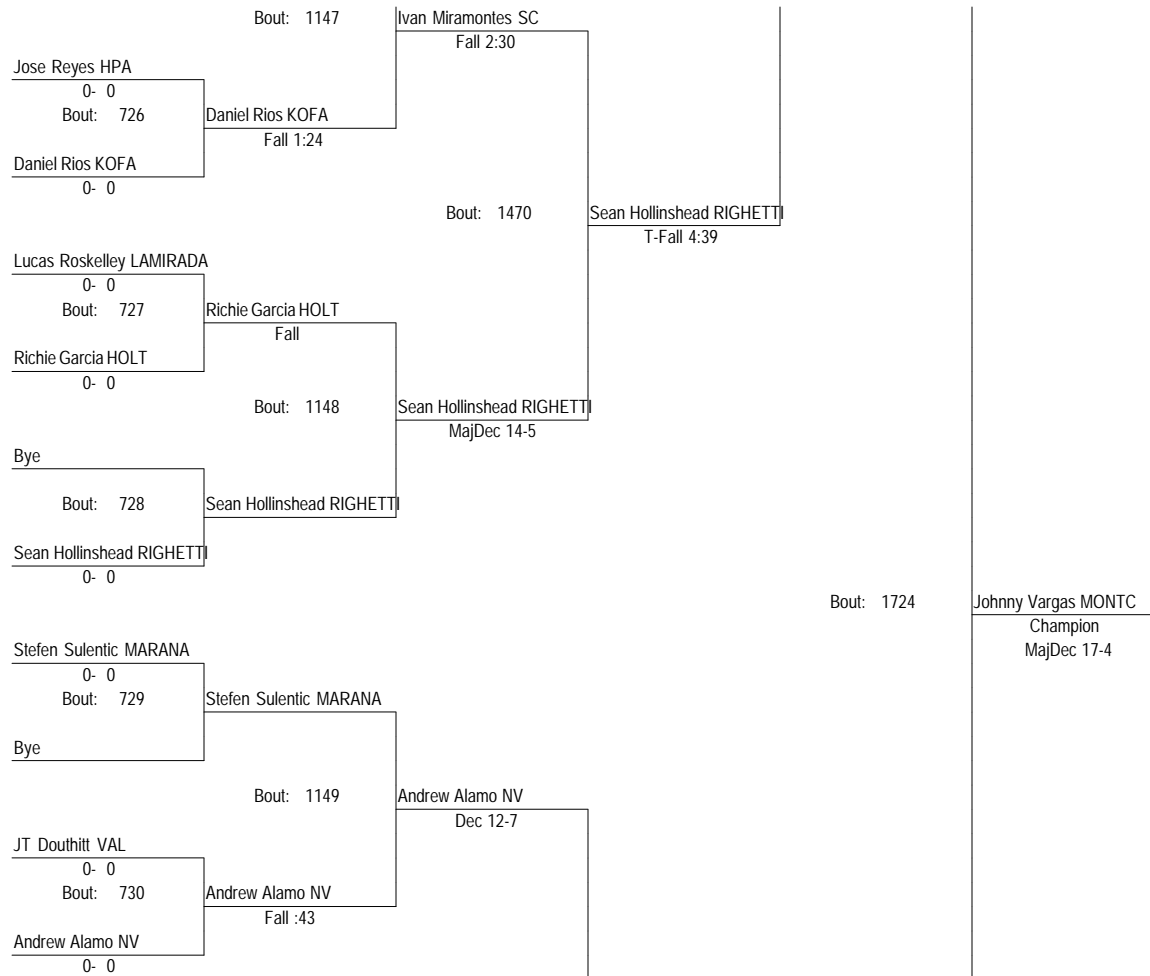 Bout: 1147 Ivan Miramontes SC
Fall 2:30
Jose Reyes HPA
0- 0
Bout: 726 Daniel Rios KOFA
Fall 1:24
Daniel Rios KOFA
0- 0
Bout: 1470 Sean Hollinshead RIGHETTI
T-Fall 4:39
Lucas Roskelley LAMIRADA
0- 0
Bout: 727 Richie Garcia HOLT
Fall
Richie Garcia HOLT
0- 0
Bout: 1148 Sean Hollinshead RIGHETTI
MajDec 14-5
Bye
Bout: 728 Sean Hollinshead RIGHETTI
Sean Hollinshead RIGHETTI
0- 0
Bout: 1724 Johnny Vargas MONTC
Champion
MajDec 17-4
Stefen Sulentic MARANA
0- 0
Bout: 729 Stefen Sulentic MARANA
Bye
Bout: 1149 Andrew Alamo NV
Dec 12-7
JT Douthitt VAL
0- 0
Bout: 730 Andrew Alamo NV
Fall :43
Andrew Alamo NV
0- 0